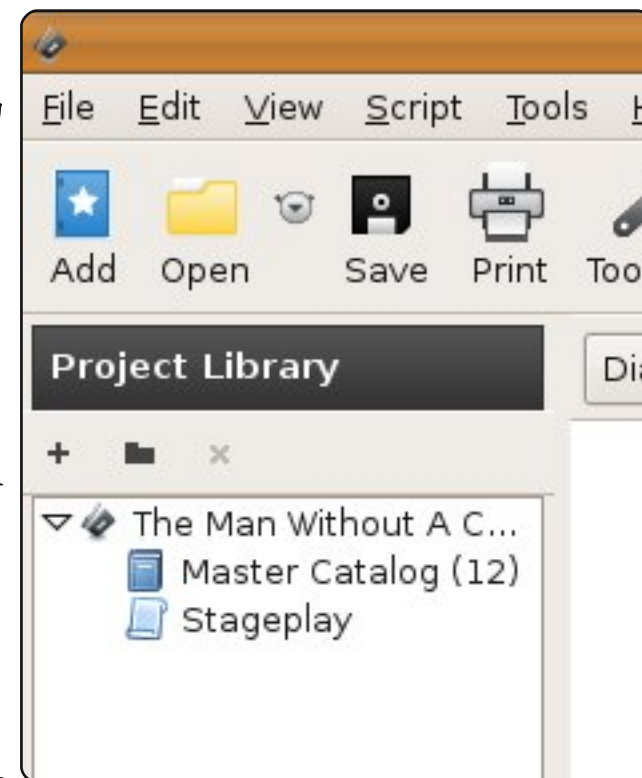 File Edit View Script Tools
Add Open Save Print
Project Library
The Man Without A C...
Master Catalog (12)
Stageplay